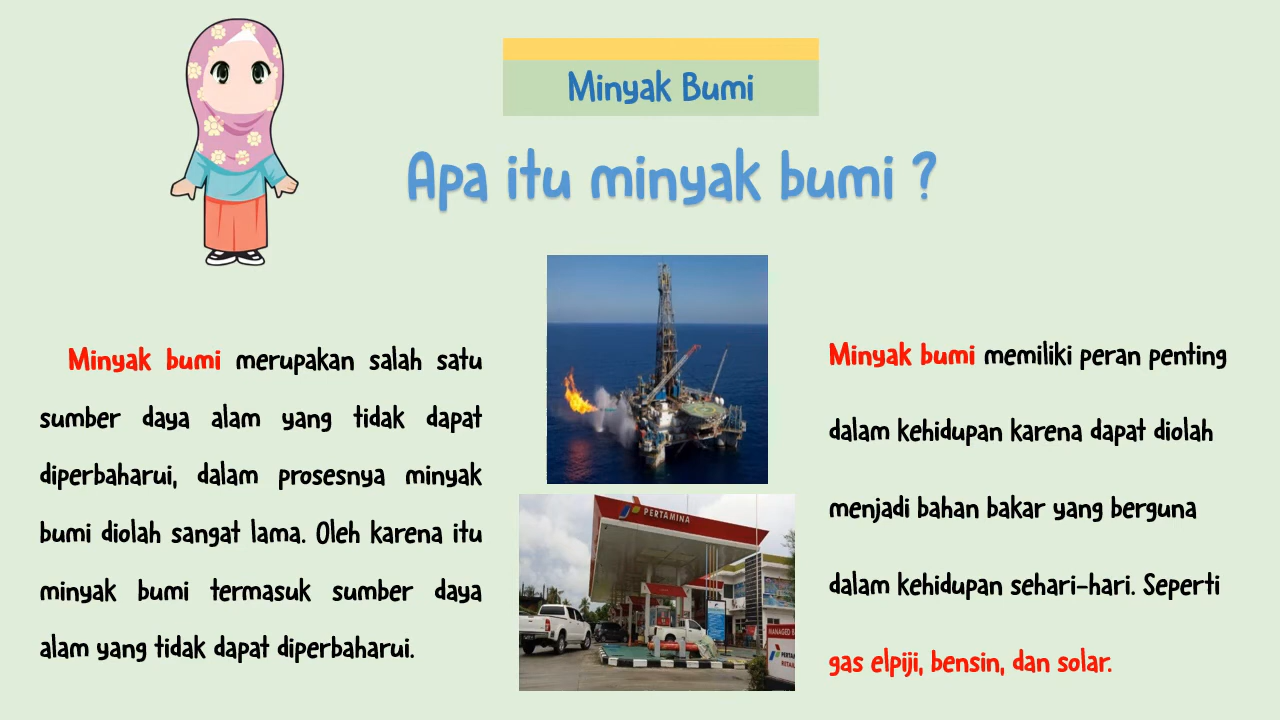 Minyak Bumi
Apa itu minyak bumi ?
Minyak bumi merupakan salah satu
sumber daya alam yang tidak dapat
diperbaharui, dalam prosesnya minyak
bumi diolah sangat lama. Oleh karena itu
minyak bumi termasuk sumber daya
alam yang tidak dapat diperbaharui.
PERTAMINA
MANAGED B
Minyak bumi memiliki peran penting
dalam kehidupan karena dapat diolah
menjadi bahan bakar yang berguna
dalam kehidupan sehari-hari. Seperti
gas elpiji, bensin, dan solar.